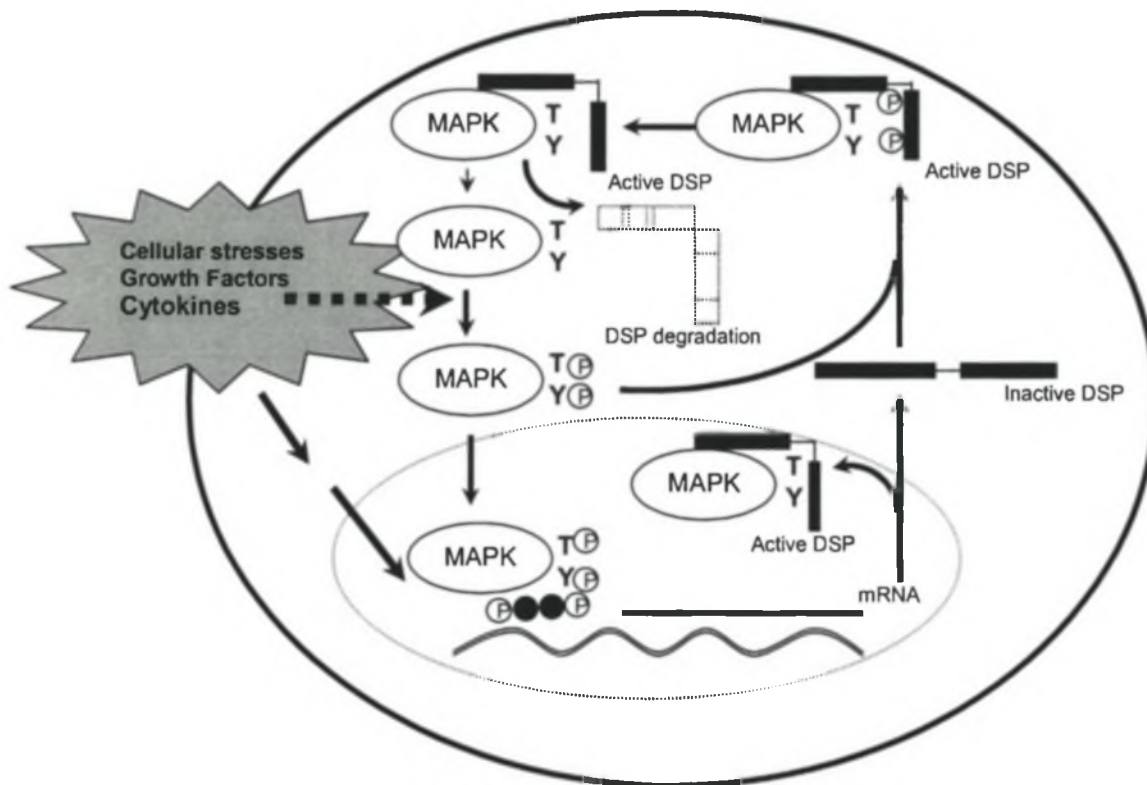 MAPK
T
Y
Active DSP
MAPK
T P
Y P
Active DSP
Cellular stresses
Growth Factors
Cytokines
MAPK
T
Y
DSP degradation
MAPK
T P
Y P
Inactive DSP
MAPK
T
Y
Active DSP
MAPK
T P
Y P
P P
mRNA